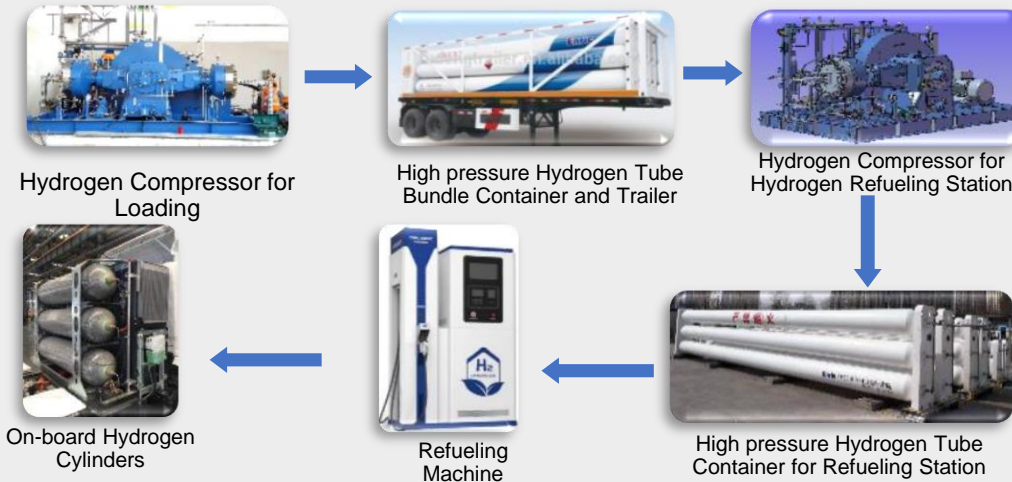 Hydrogen Compressor for
Loading
High pressure Hydrogen Tube
Bundle Container and Trailer
Hydrogen Compressor for
Hydrogen Refueling Station
H2
On-board Hydrogen
Cylinders
Refueling
Machine
High pressure Hydrogen Tube
Container for Refueling Station